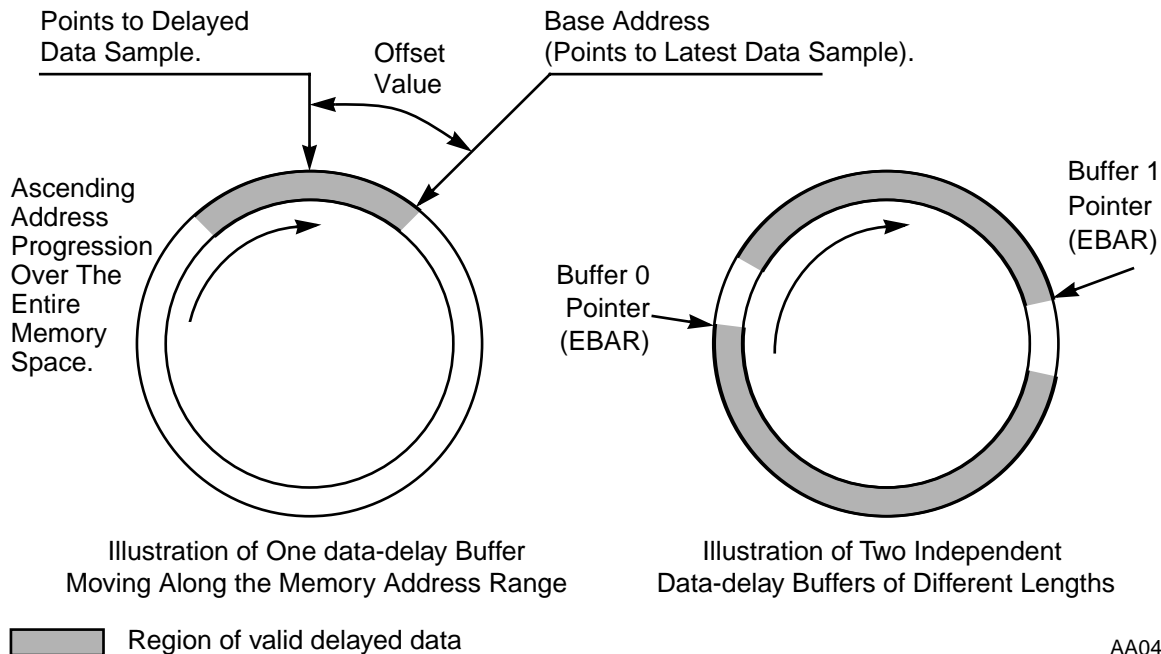 Points to Delayed
Data Sample.
Offset
Value
Base Address
(Points to Latest Data Sample).
Ascending
Address
Progression
Over The
Entire
Memory
Space.
Buffer 0
Pointer
(EBAR)
Buffer 1
Pointer
(EBAR)
Illustration of One data-delay Buffer
Moving Along the Memory Address Range
Illustration of Two Independent
Data-delay Buffers of Different Lengths
Region of valid delayed data
AA04